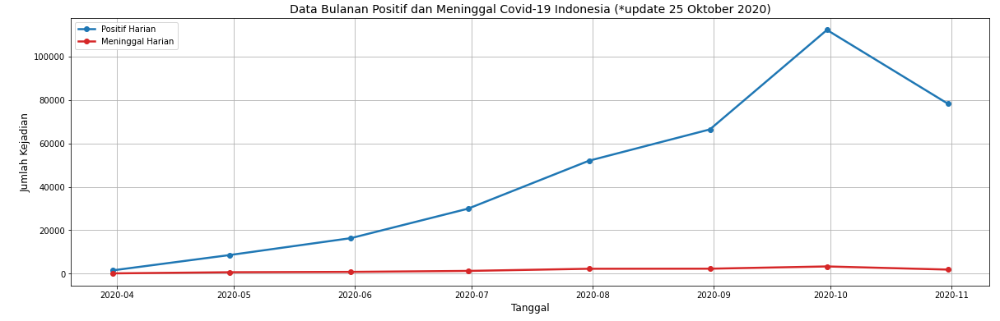 Data Bulanan Positif dan Meninggal Covid-19 Indonesia (*update 25 Oktober 2020)
Positif Harian
Meninggal Harian
Jumlah Kejadian
100000
80000
60000
40000
20000
0
2020-04 2020-05 2020-06 2020-07 2020-08 2020-09 2020-10 2020-11
Tanggal